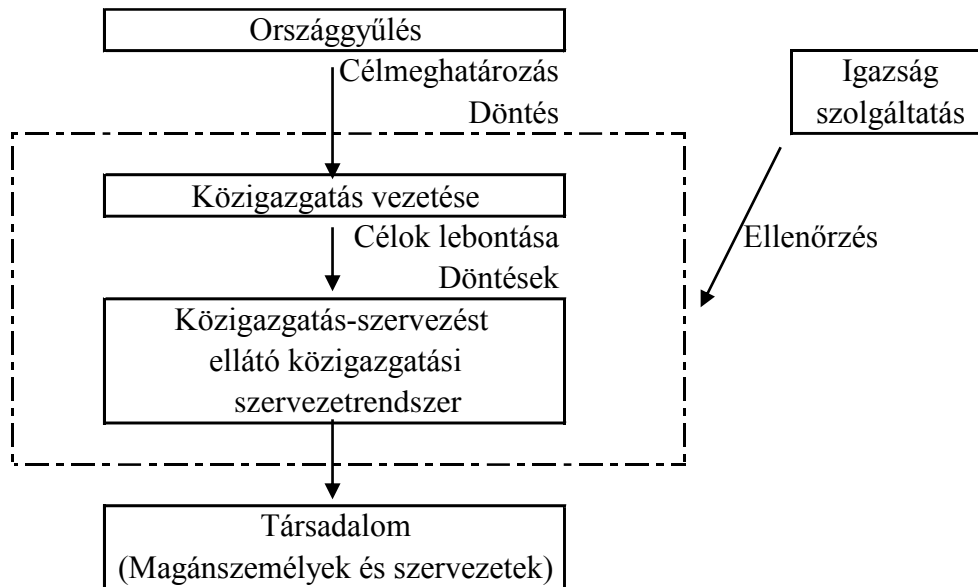 Országgyűlés
Célmeghatározás
Döntés
Igazság
szolgáltatás
Közigazgatás vezetése
Célok lebontása
Döntések
Ellenőrzés
Közigazgatás-szervezést
ellátó közigazgatási
szervezetrendszer
Társadalom
(Magánszemélyek és szervezetek)